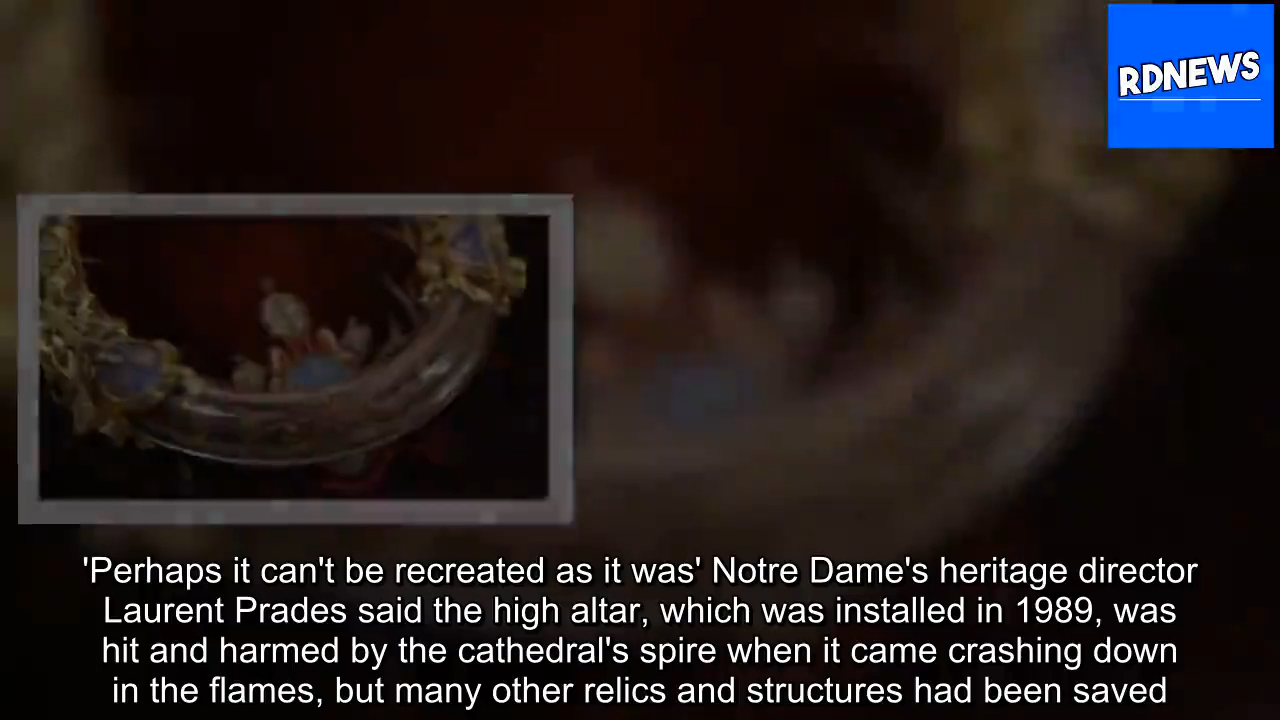 RDNEWS
'Perhaps it can't be recreated as it was' Notre Dame's heritage director
Laurent Prades said the high altar, which was installed in 1989, was
hit and harmed by the cathedral's spire when it came crashing down
in the flames, but many other relics and structures had been saved